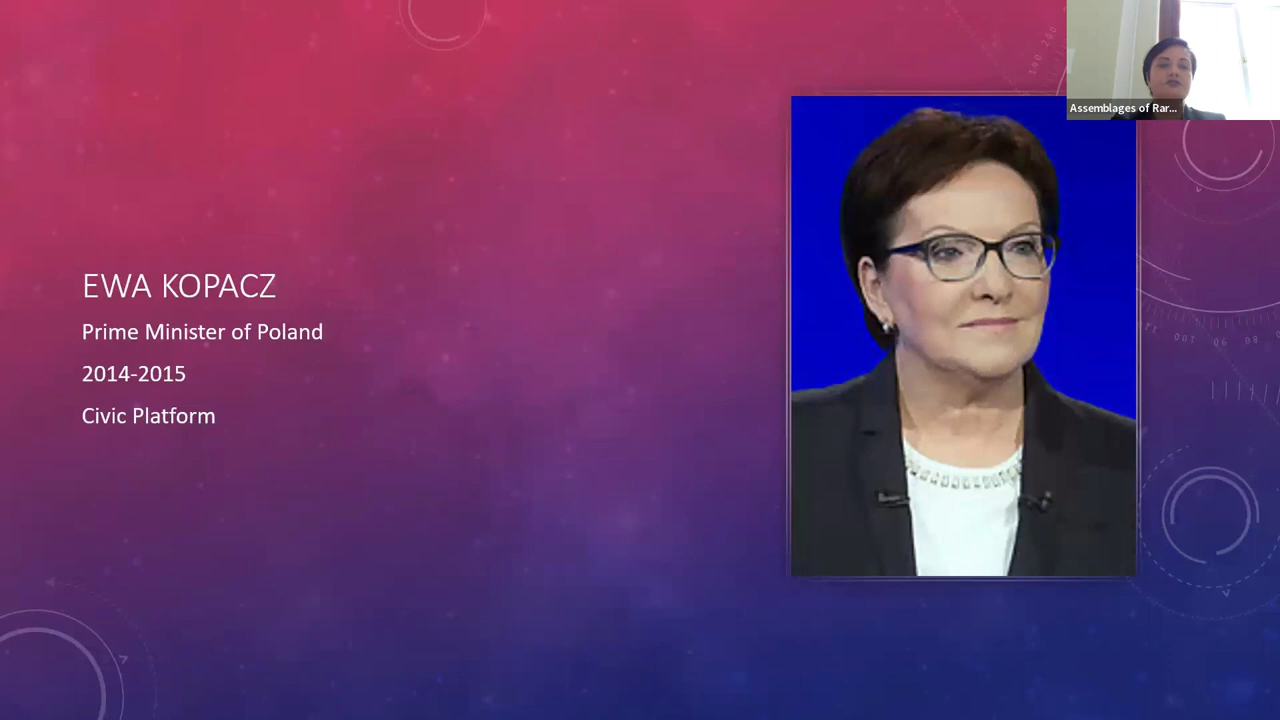 Assemblages of Rar...
EWA KOPACZ
Prime Minister of Poland
2014-2015
Civic Platform